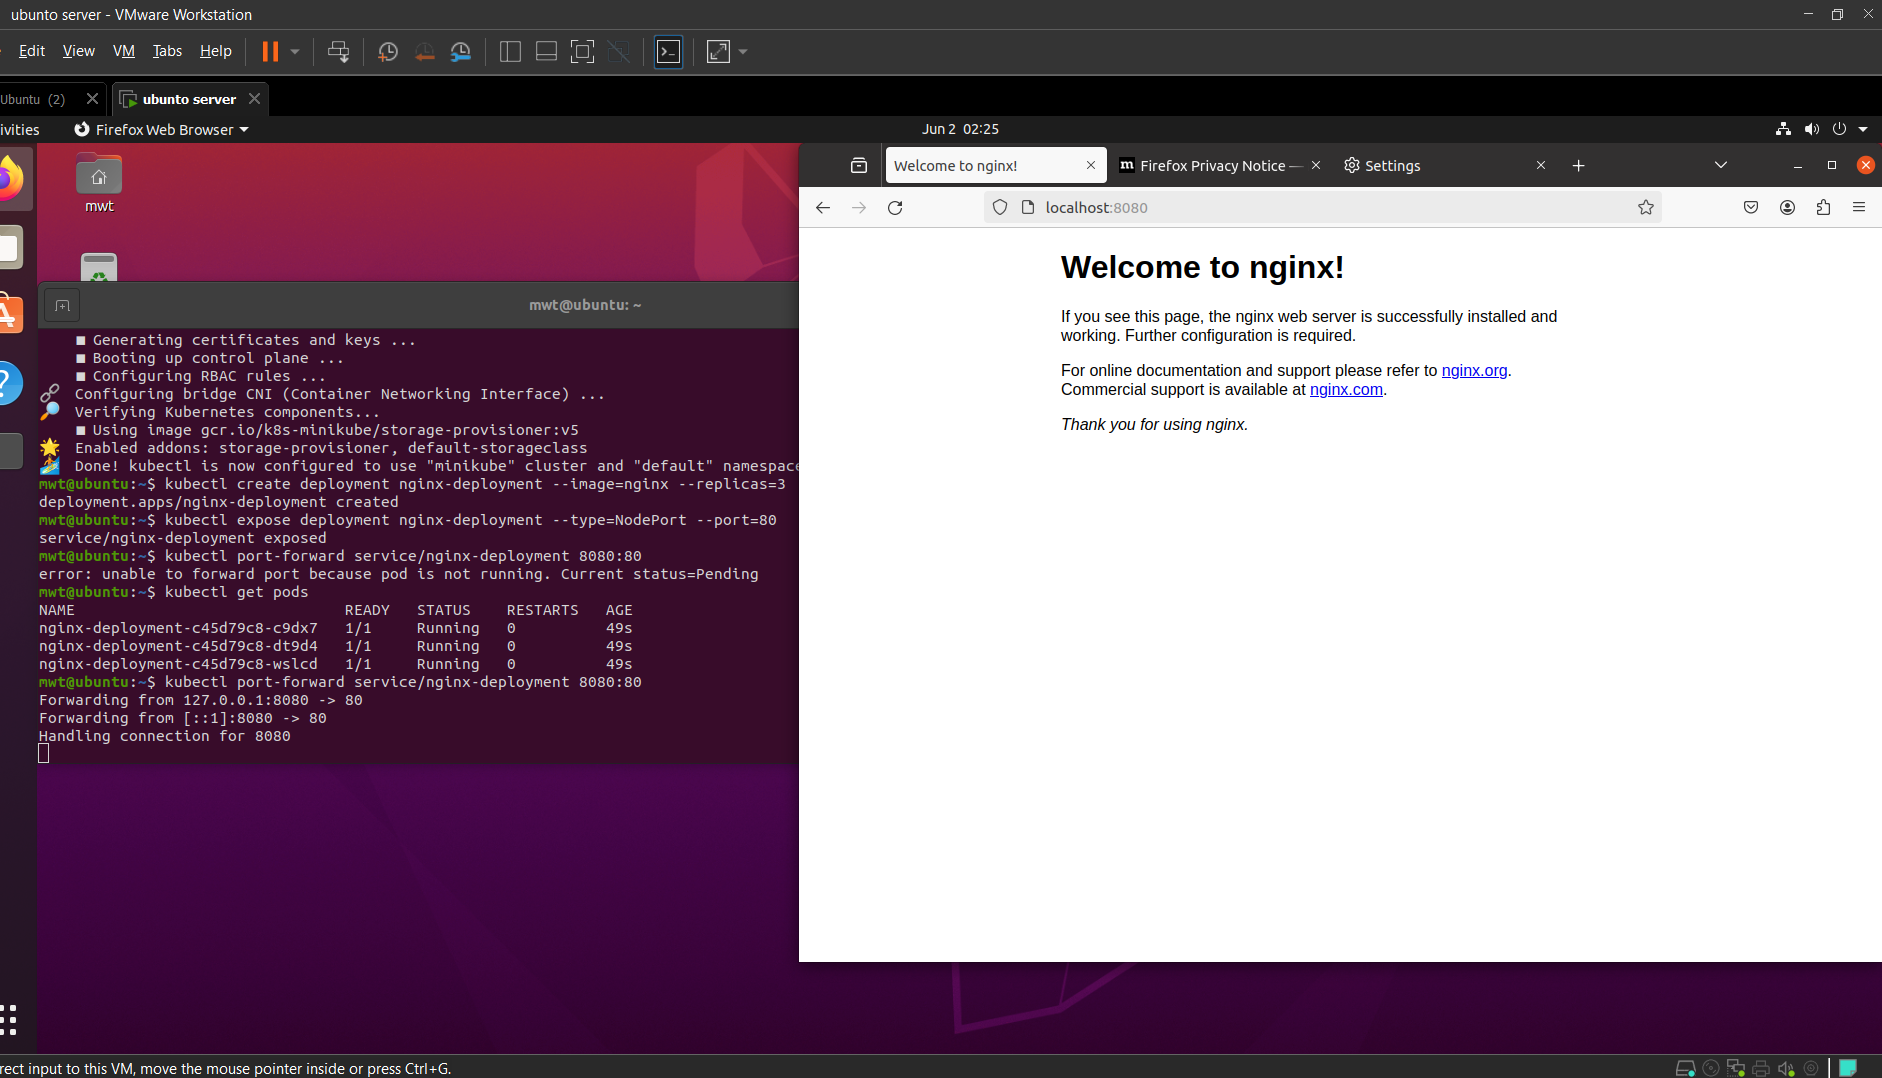 ubunto server - VMware Workstation
Edit View VM Tabs Help
Ubuntu (2)
ubunto server
ivities
Firefox Web Browser
Jun 2 02:25
mwt
Welcome to nginx!
Firefox Privacy Notice —
Settings
localhost:8080
mwt@ubuntu: ~
■ Generating certificates and keys ...
■ Booting up control plane ...
■ Configuring RBAC rules ...
Configuring bridge CNI (Container Networking Interface) ...
Verifying Kubernetes components...
■ Using image gcr.io/k8s-minikube/storage-provisioner:v5
Enabled addons: storage-provisioner, default-storageclass
Done! kubectl is now configured to use "minikube" cluster and "default" namespace
mwt@ubuntu:~$ kubectl create deployment nginx-deployment --image=nginx --replicas=3
deployment.apps/nginx-deployment created
mwt@ubuntu:~$ kubectl expose deployment nginx-deployment --type=NodePort --port=80
service/nginx-deployment exposed
mwt@ubuntu:~$ kubectl port-forward service/nginx-deployment 8080:80
error: unable to forward port because pod is not running. Current status=Pending
mwt@ubuntu:~$ kubectl get pods
NAME READY STATUS RESTARTS AGE
nginx-deployment-c45d79c8-c9dx7 1/1 Running 0 49s
nginx-deployment-c45d79c8-dt9d4 1/1 Running 0 49s
nginx-deployment-c45d79c8-wslcd 1/1 Running 0 49s
mwt@ubuntu:~$ kubectl port-forward service/nginx-deployment 8080:80
Forwarding from 127.0.0.1:8080 -> 80
Forwarding from [::1]:8080 -> 80
Handling connection for 8080
Welcome to nginx!
If you see this page, the nginx web server is successfully installed and
working. Further configuration is required.
For online documentation and support please refer to nginx.org.
Commercial support is available at nginx.com.
Thank you for using nginx.
rect input to this VM, move the mouse pointer inside or press Ctrl+G.